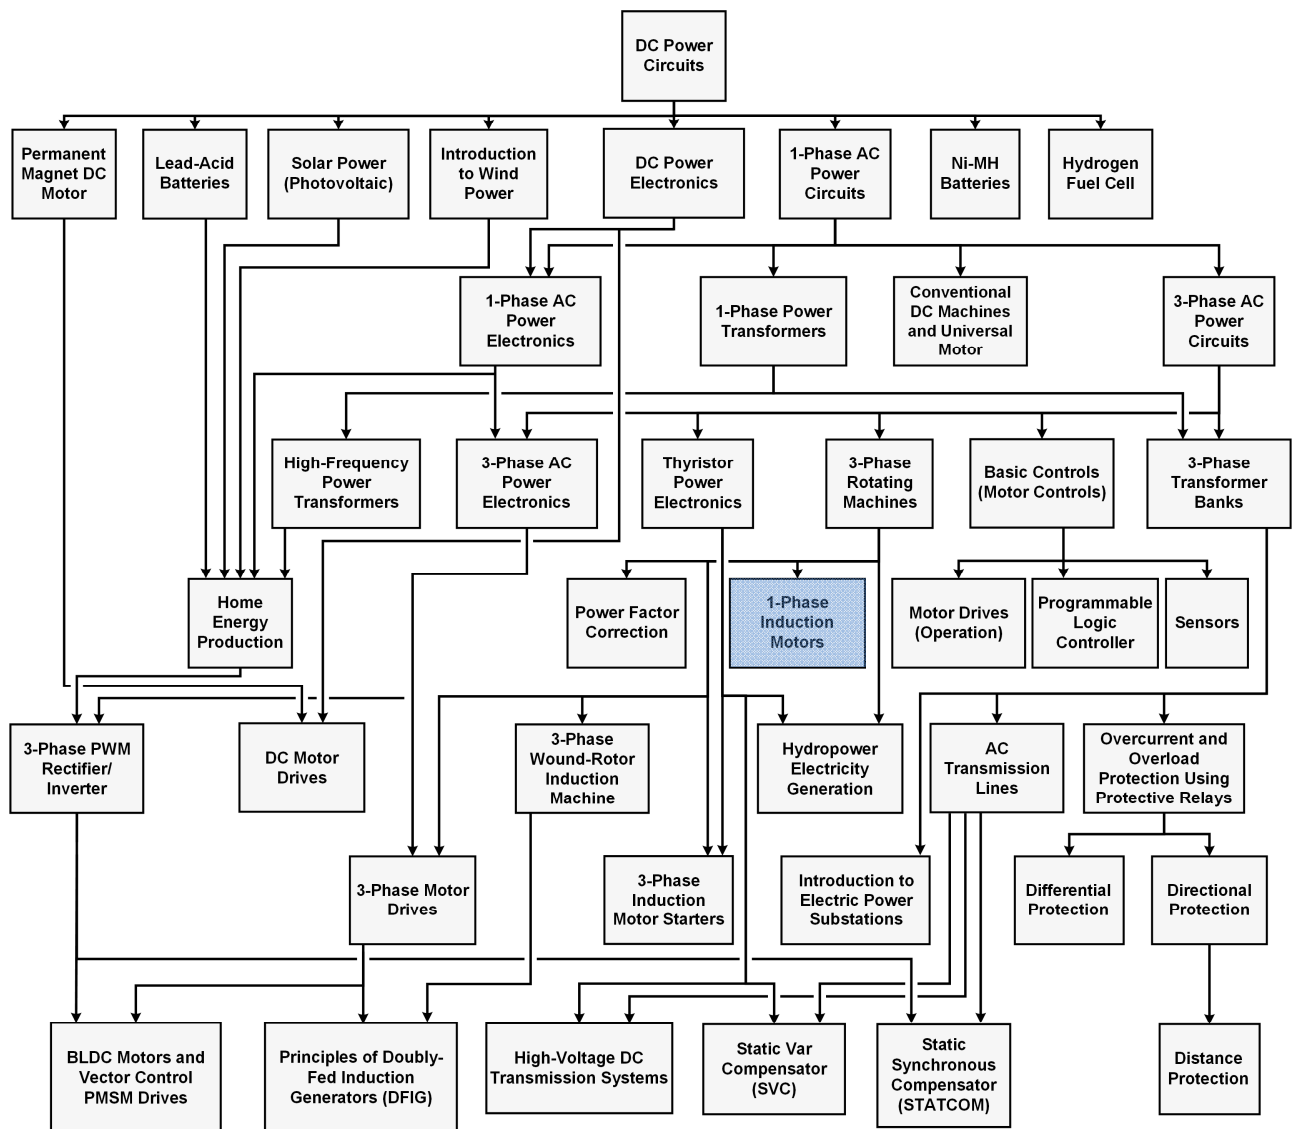 DC Power
Circuits
Permanent
Magnet DC
Motor
Lead-Acid
Batteries
Solar Power
(Photovoltaic)
Introduction
to Wind
Power
DC Power
Electronics
1-Phase AC
Power
Circuits
Ni-MH
Batteries
Hydrogen
Fuel Cell
1-Phase AC
Power
Electronics
1-Phase Power
Transformers
Conventional
DC Machines
and Universal
Motor
3-Phase AC
Power
Circuits
High-Frequency
Power
Transformers
3-Phase AC
Power
Electronics
Thyristor
Power
Electronics
3-Phase
Rotating
Machines
Basic Controls
(Motor Controls)
3-Phase
Transformer
Banks
Home
Energy
Production
Power Factor
Correction
1-Phase
Induction
Motors
Motor Drives
(Operation)
Programmable
Logic
Controller
Sensors
3-Phase PWM
Rectifier/
Inverter
DC Motor
Drives
3-Phase
Wound-Rotor
Induction
Machine
Hydropower
Electricity
Generation
AC
Transmission
Lines
Overcurrent and
Overload
Protection Using
Protective Relays
3-Phase Motor
Drives
3-Phase
Induction
Motor Starters
Introduction to
Electric Power
Substations
Differential
Protection
Directional
Protection
BLDC Motors and
Vector Control
PMSM Drives
Principles of Doubly-
Fed Induction
Generators (DFIG)
High-Voltage DC
Transmission Systems
Static Var
Compensator
(SVC)
Static
Synchronous
Compensator
(STATCOM)
Distance
Protection